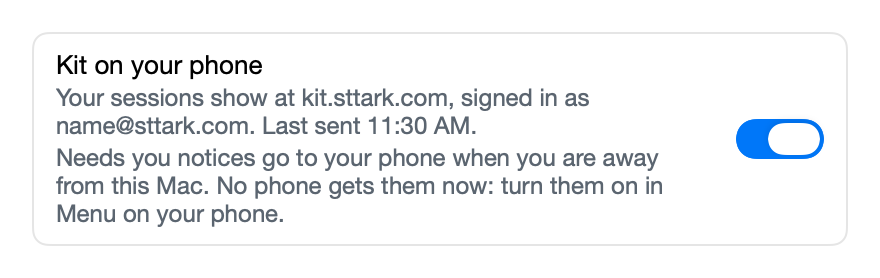 Kit on your phone
Your sessions show at kit.sttark.com, signed in as
name@sttark.com. Last sent 11:30 AM.
Needs you notices go to your phone when you are away
from this Mac. No phone gets them now: turn them on in
Menu on your phone.